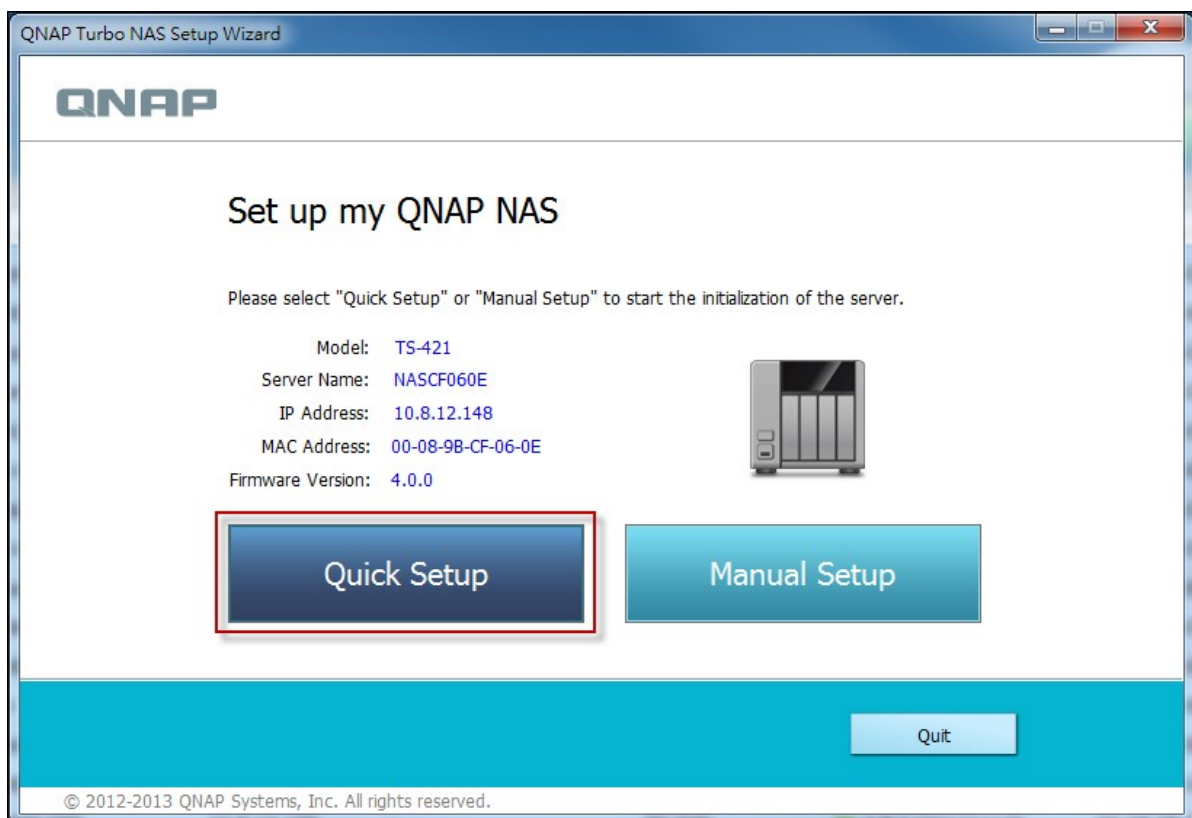 QNAP Turbo NAS Setup Wizard
QNAP
Set up my QNAP NAS
Please select "Quick Setup" or "Manual Setup" to start the initialization of the server.
Model: TS-421
Server Name: NASCF060E
IP Address: 10.8.12.148
MAC Address: 00-08-9B-CF-06-0E
Firmware Version: 4.0.0
Quick Setup Manual Setup
Quit
© 2012-2013 QNAP Systems, Inc. All rights reserved.